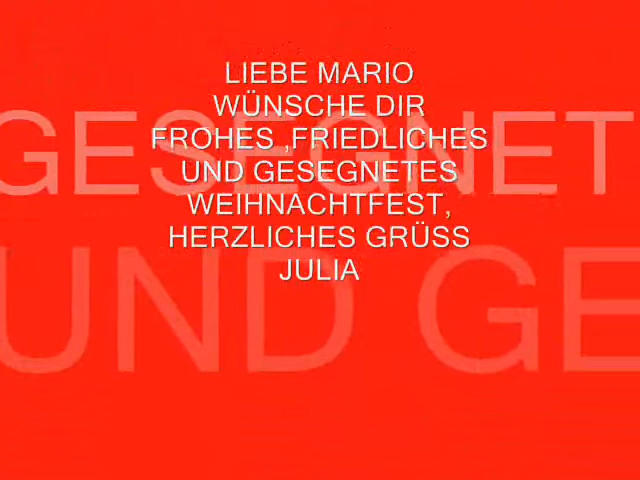 LIEBE MARIO
WÜNSCHE DIR
FROHES ,FRIEDLICHES
UND GESEGNETES
WEIHNACHTFEST,
HERZLICHES GRÜSS
JULIA
GESEGNET
UND GE